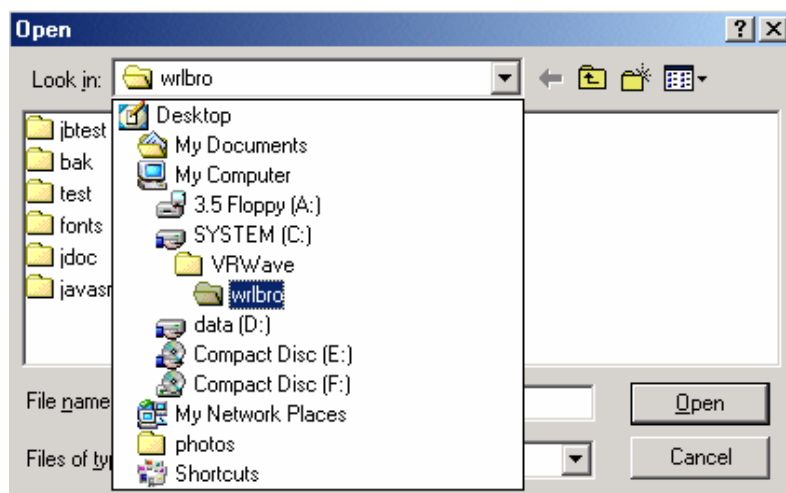 Open
Look in: wrlbro
Desktop
My Documents
My Computer
3.5 Floppy (A:)
SYSTEM (C:)
VRWave
wrlbro
data (D:)
Compact Disc (E:)
Compact Disc (F:)
My Network Places
photos
Shortcuts
jbtest
bak
test
fonts
jdoc
File name
Open
Files of
Cancel